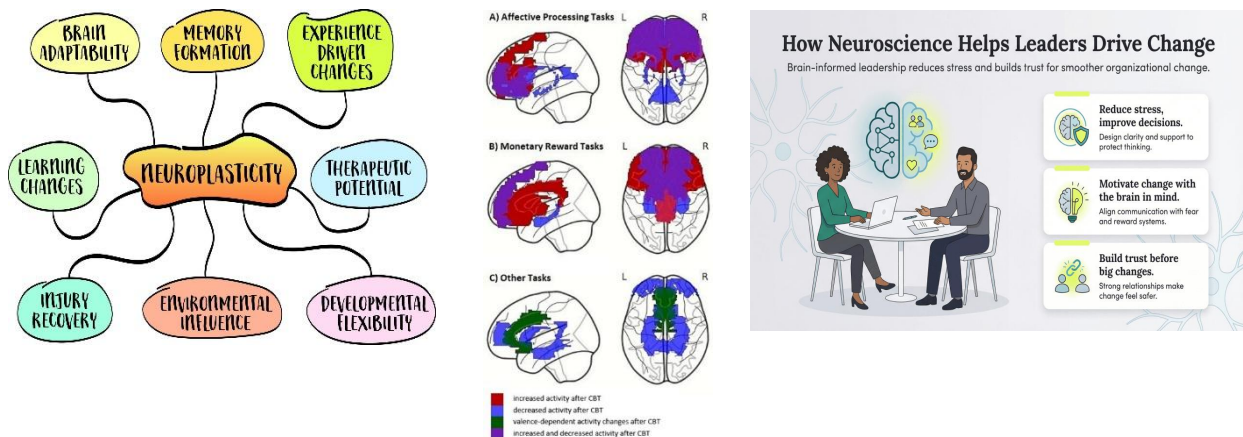 BRAIN
ADAPTABILITY
MEMORY
FORMATION
EXPERIENCE
DRIVEN
CHANGES
LEARNING
CHANGES
NEUROPLASTICITY
THERAPEUTIC
POTENTIAL
INJURY
RECOVERY
ENVIRONMENTAL
INFLUENCE
DEVELOPMENTAL
FLEXIBILITY
A) Affective Processing Tasks
L R
B) Monetary Reward Tasks
L R
C) Other Tasks
L R
increased activity after CBT
decreased activity after CBT
valence-dependent activity changes after CBT
increased and decreased activity after CBT
How Neuroscience Helps Leaders Drive Change
Brain-informed leadership reduces stress and builds trust for smoother organizational change.
Reduce stress,
improve decisions.
Design clarity and support to
protect thinking.
Motivate change with
the brain in mind.
Align communication with fear
and reward systems.
Build trust before
big changes.
Strong relationships make
change feel safer.